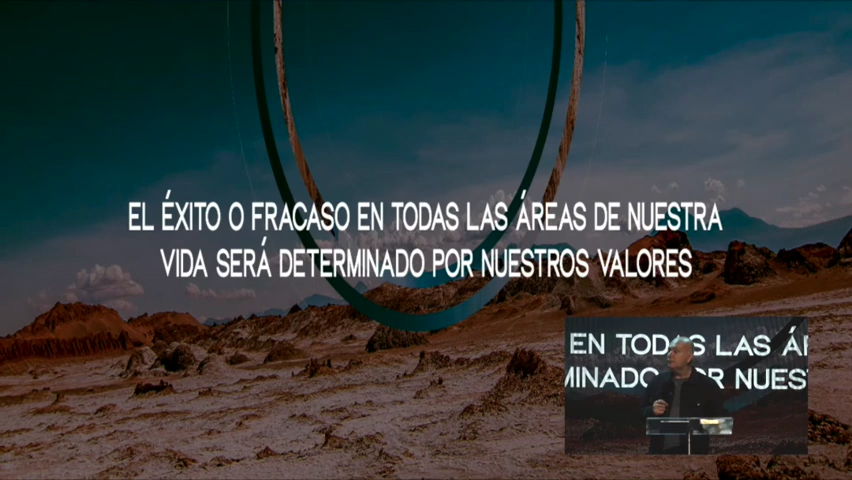 EL ÉXITO O FRACASO EN TODAS LAS ÁREAS DE NUESTRA
VIDA SERÁ DETERMINADO POR NUESTROS VALORES
EN TODAS LAS
MINADO POR NUEST